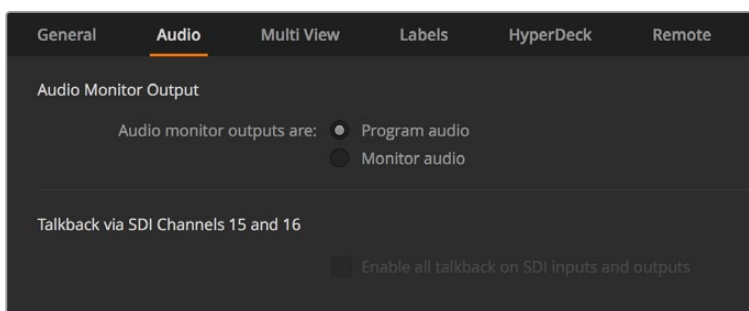 General Audio Multi View Labels HyperDeck Remote
Audio Monitor Output
Audio monitor outputs are: Program audio
Monitor audio
Talkback via SDI Channels 15 and 16
Enable all talkback on SDI inputs and outputs